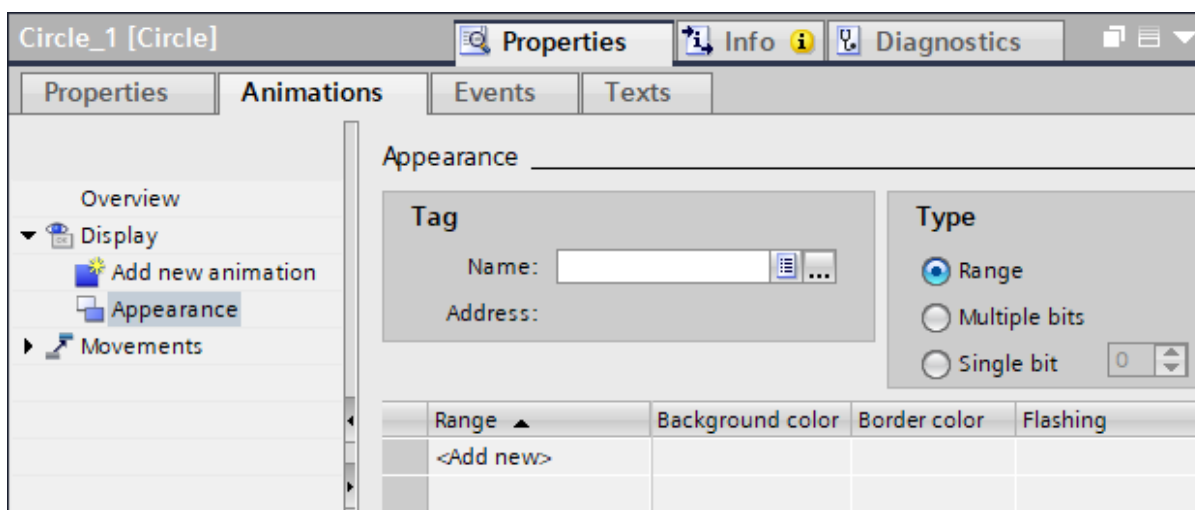 Circle_1 [Circle]
Properties
Info
Diagnostics
Properties
Animations
Events
Texts
Overview
Display
Add new animation
Appearance
Movements
Appearance
Tag
Name:
...
Address:
Type
Range
Multiple bits
Single bit
0
Range
Background color
Border color
Flashing
<Add new>